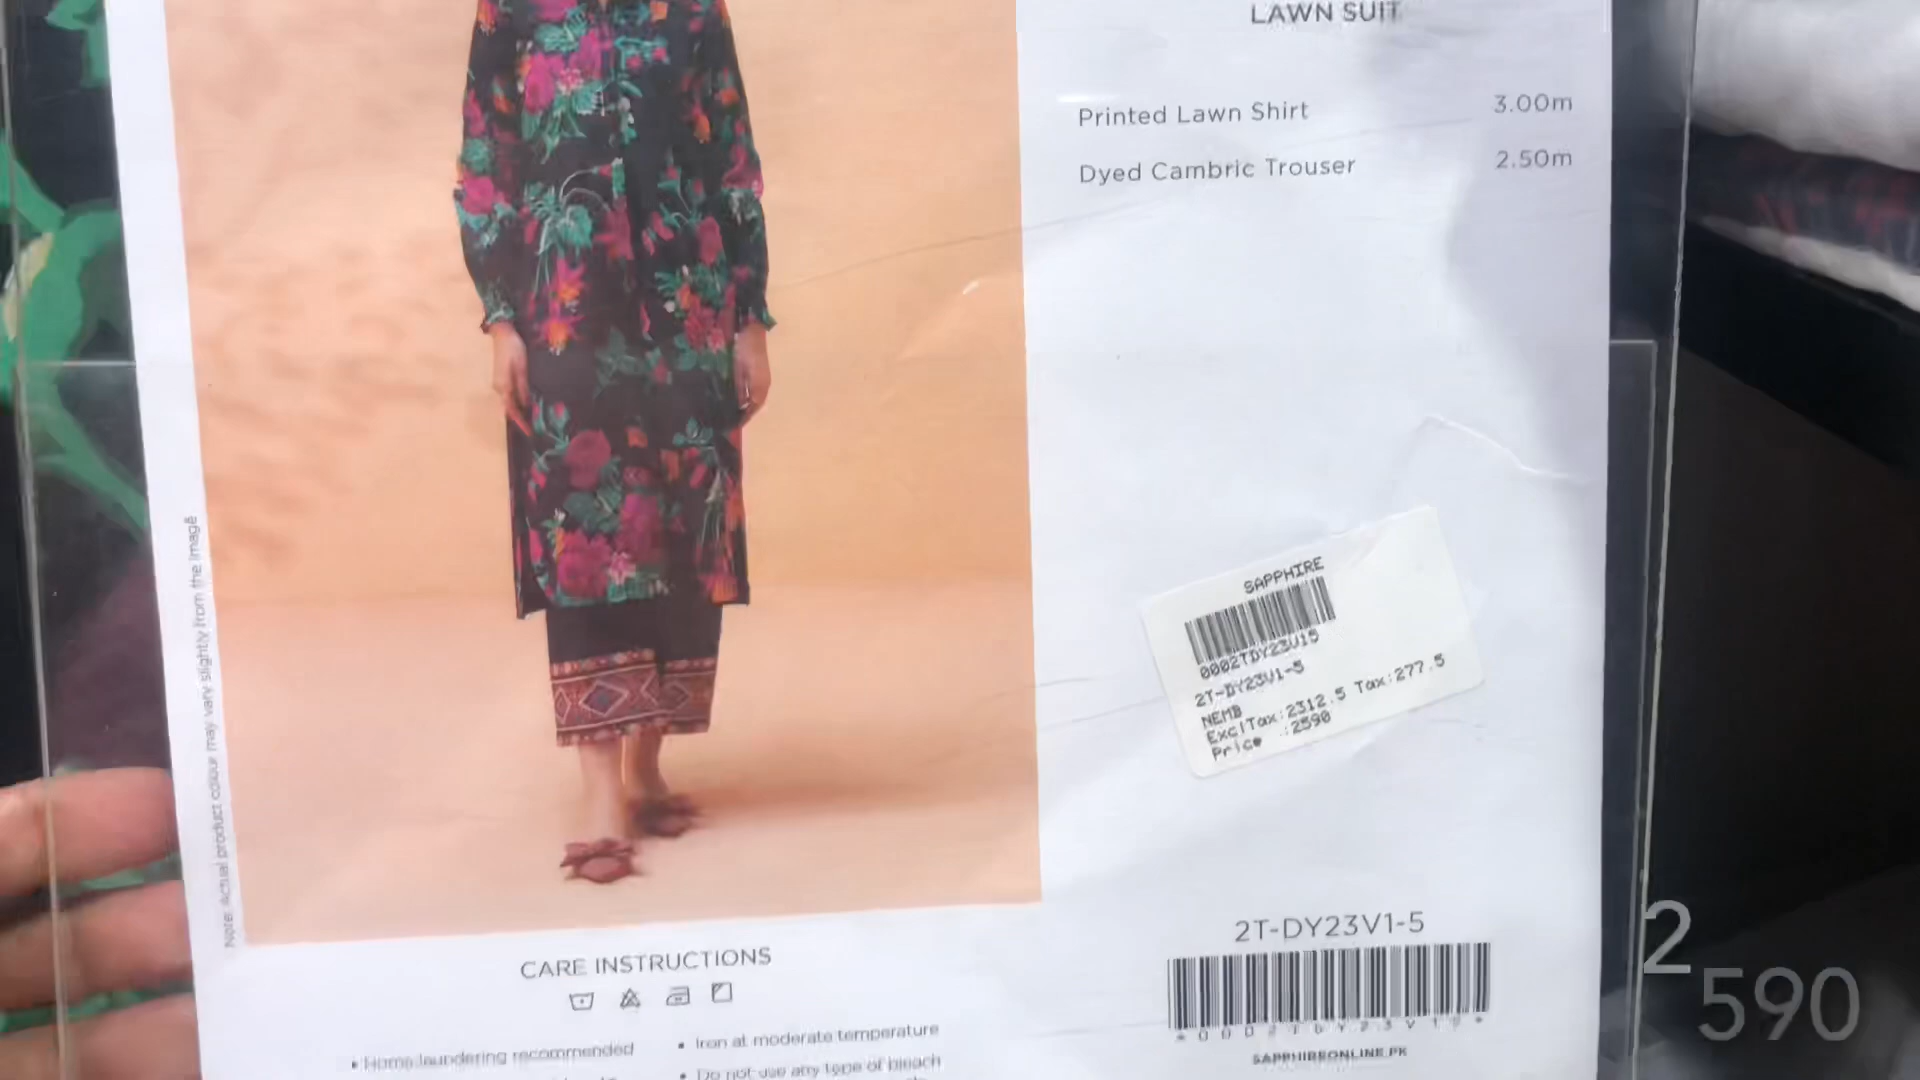 LAWN SUIT
Printed Lawn Shirt 3.00m
Dyed Cambric Trouser 2.50m
Note: Actual product colour may vary slightly from the image
SAPPHIRE
0002TDY23V15
2T-DY23V1-5
NEMB
ExclTax:2312.5 Tax:277.5
Price :2590
2T-DY23V1-5
*0002TDY23V15*
SAPPHIREONLINE.PK
CARE INSTRUCTIONS
• Home laundering recommended
• Iron at moderate temperature
• Do not use any type of bleach
2
590